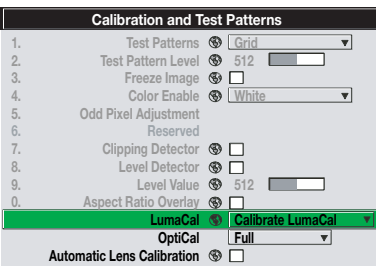 Calibration and Test Patterns
1. Test Patterns Grid
2. Test Pattern Level 512
3. Freeze Image
4. Color Enable White
5. Odd Pixel Adjustment
6. Reserved
7. Clipping Detector
8. Level Detector
9. Level Value 512
0. Aspect Ratio Overlay
LumaCal Calibrate LumaCal
OptiCal Full
Automatic Lens Calibration